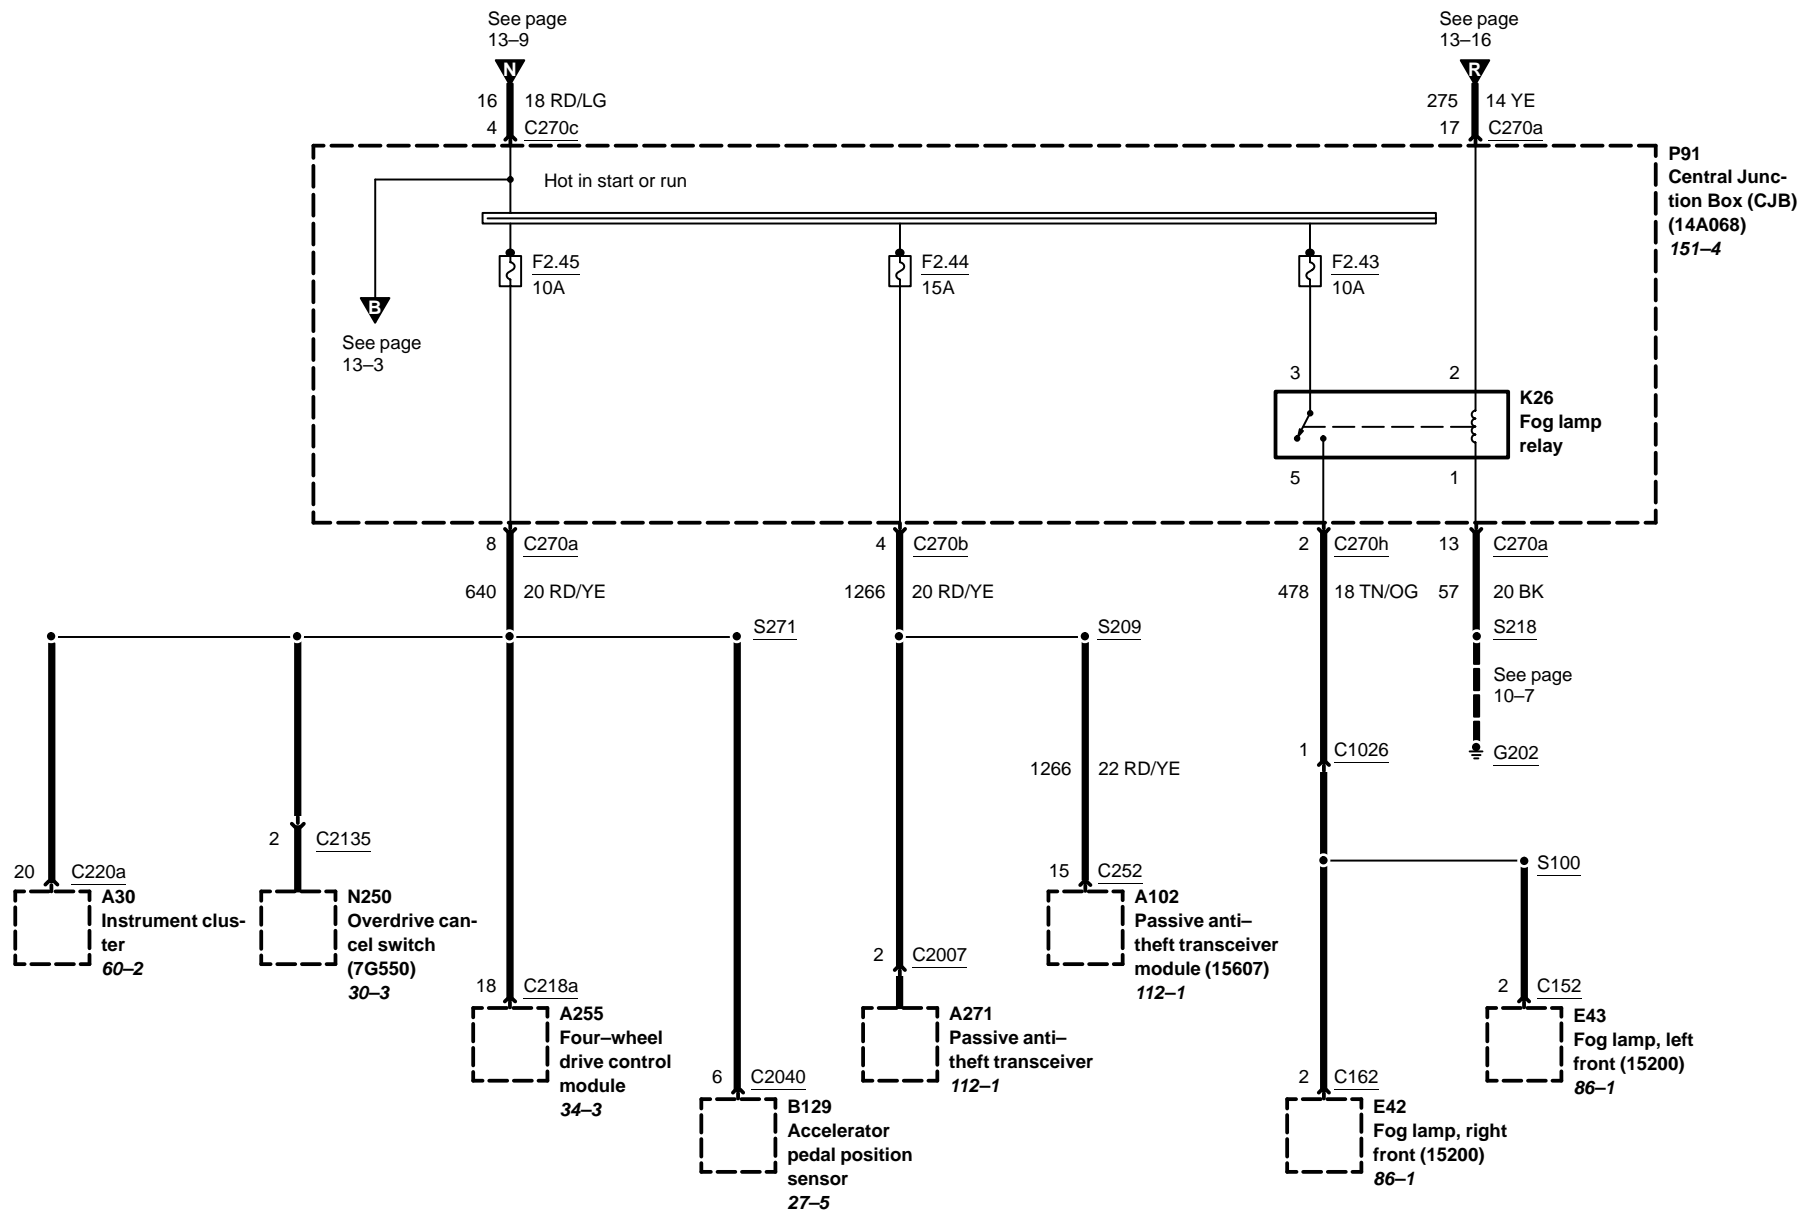 See page
13–9
N
16 18 RD/LG
4 C270c
See page
13–16
R
275 14 YE
17 C270a
P91
Central Junc-
tion Box (CJB)
(14A068)
151–4
Hot in start or run
B
See page
13–3
F2.45
10A
F2.44
15A
F2.43
10A
3 2
K26
Fog lamp
relay
5 1
8 C270a
4 C270b
2 C270h
13 C270a
640 20 RD/YE
1266 20 RD/YE
478 18 TN/OG
57 20 BK
S271
S209
S218
See page
10–7
1 C1026
G202
1266 22 RD/YE
2 C2135
S100
20 C220a
15 C252
A30
Instrument clus-
ter
60–2
N250
Overdrive can-
cel switch
(7G550)
30–3
A102
Passive anti–
theft transceiver
module (15607)
112–1
2 C2007
18 C218a
2 C152
A255
Four–wheel
drive control
module
34–3
A271
Passive anti–
theft transceiver
112–1
E43
Fog lamp, left
front (15200)
86–1
6 C2040
2 C162
B129
Accelerator
pedal position
sensor
27–5
E42
Fog lamp, right
front (15200)
86–1